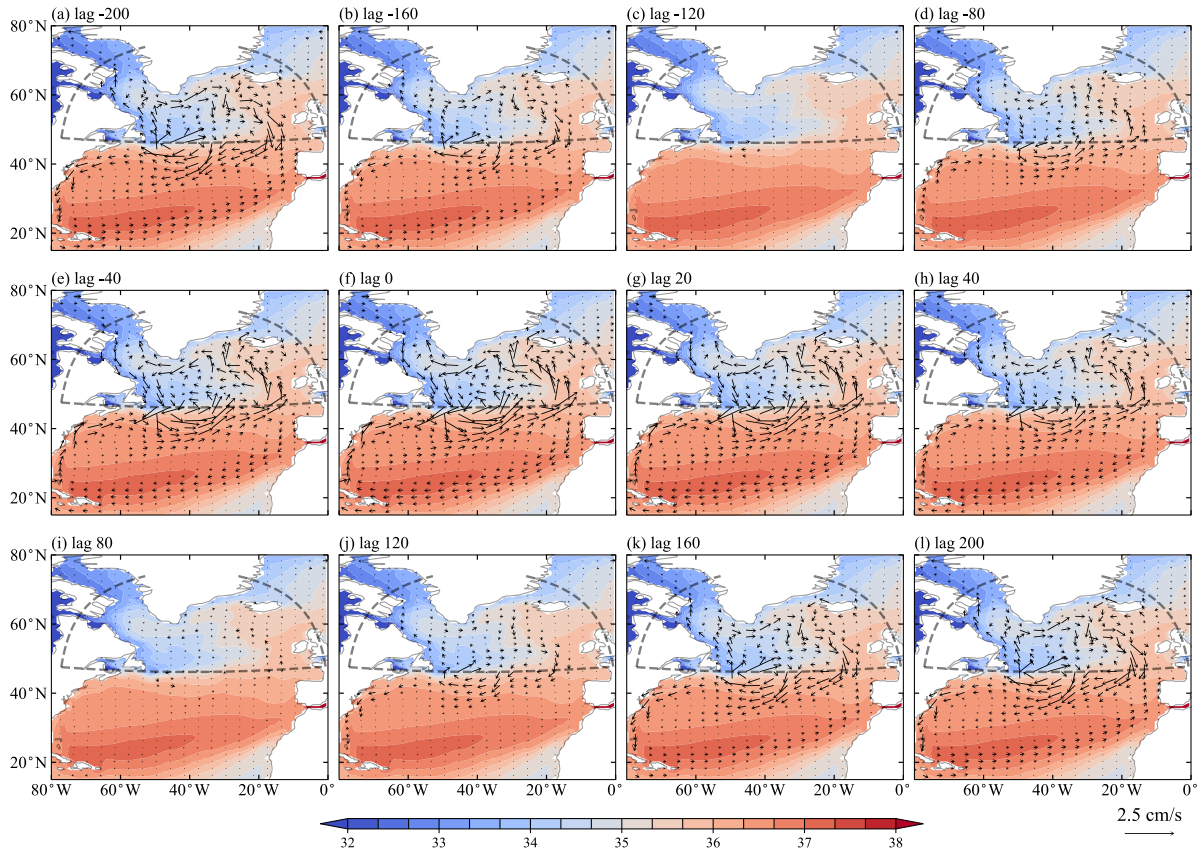 (a) lag -200 (b) lag -160 (c) lag -120 (d) lag -80
80°N
60°N
40°N
20°N
(e) lag -40 (f) lag 0 (g) lag 20 (h) lag 40
80°N
60°N
40°N
20°N
(i) lag 80 (j) lag 120 (k) lag 160 (l) lag 200
80°N
60°N
40°N
20°N
80°W 60°W 40°W 20°W 0° 60°W 40°W 20°W 0° 60°W 40°W 20°W 0° 60°W 40°W 20°W 0°
2.5 cm/s
32 33 34 35 36 37 38